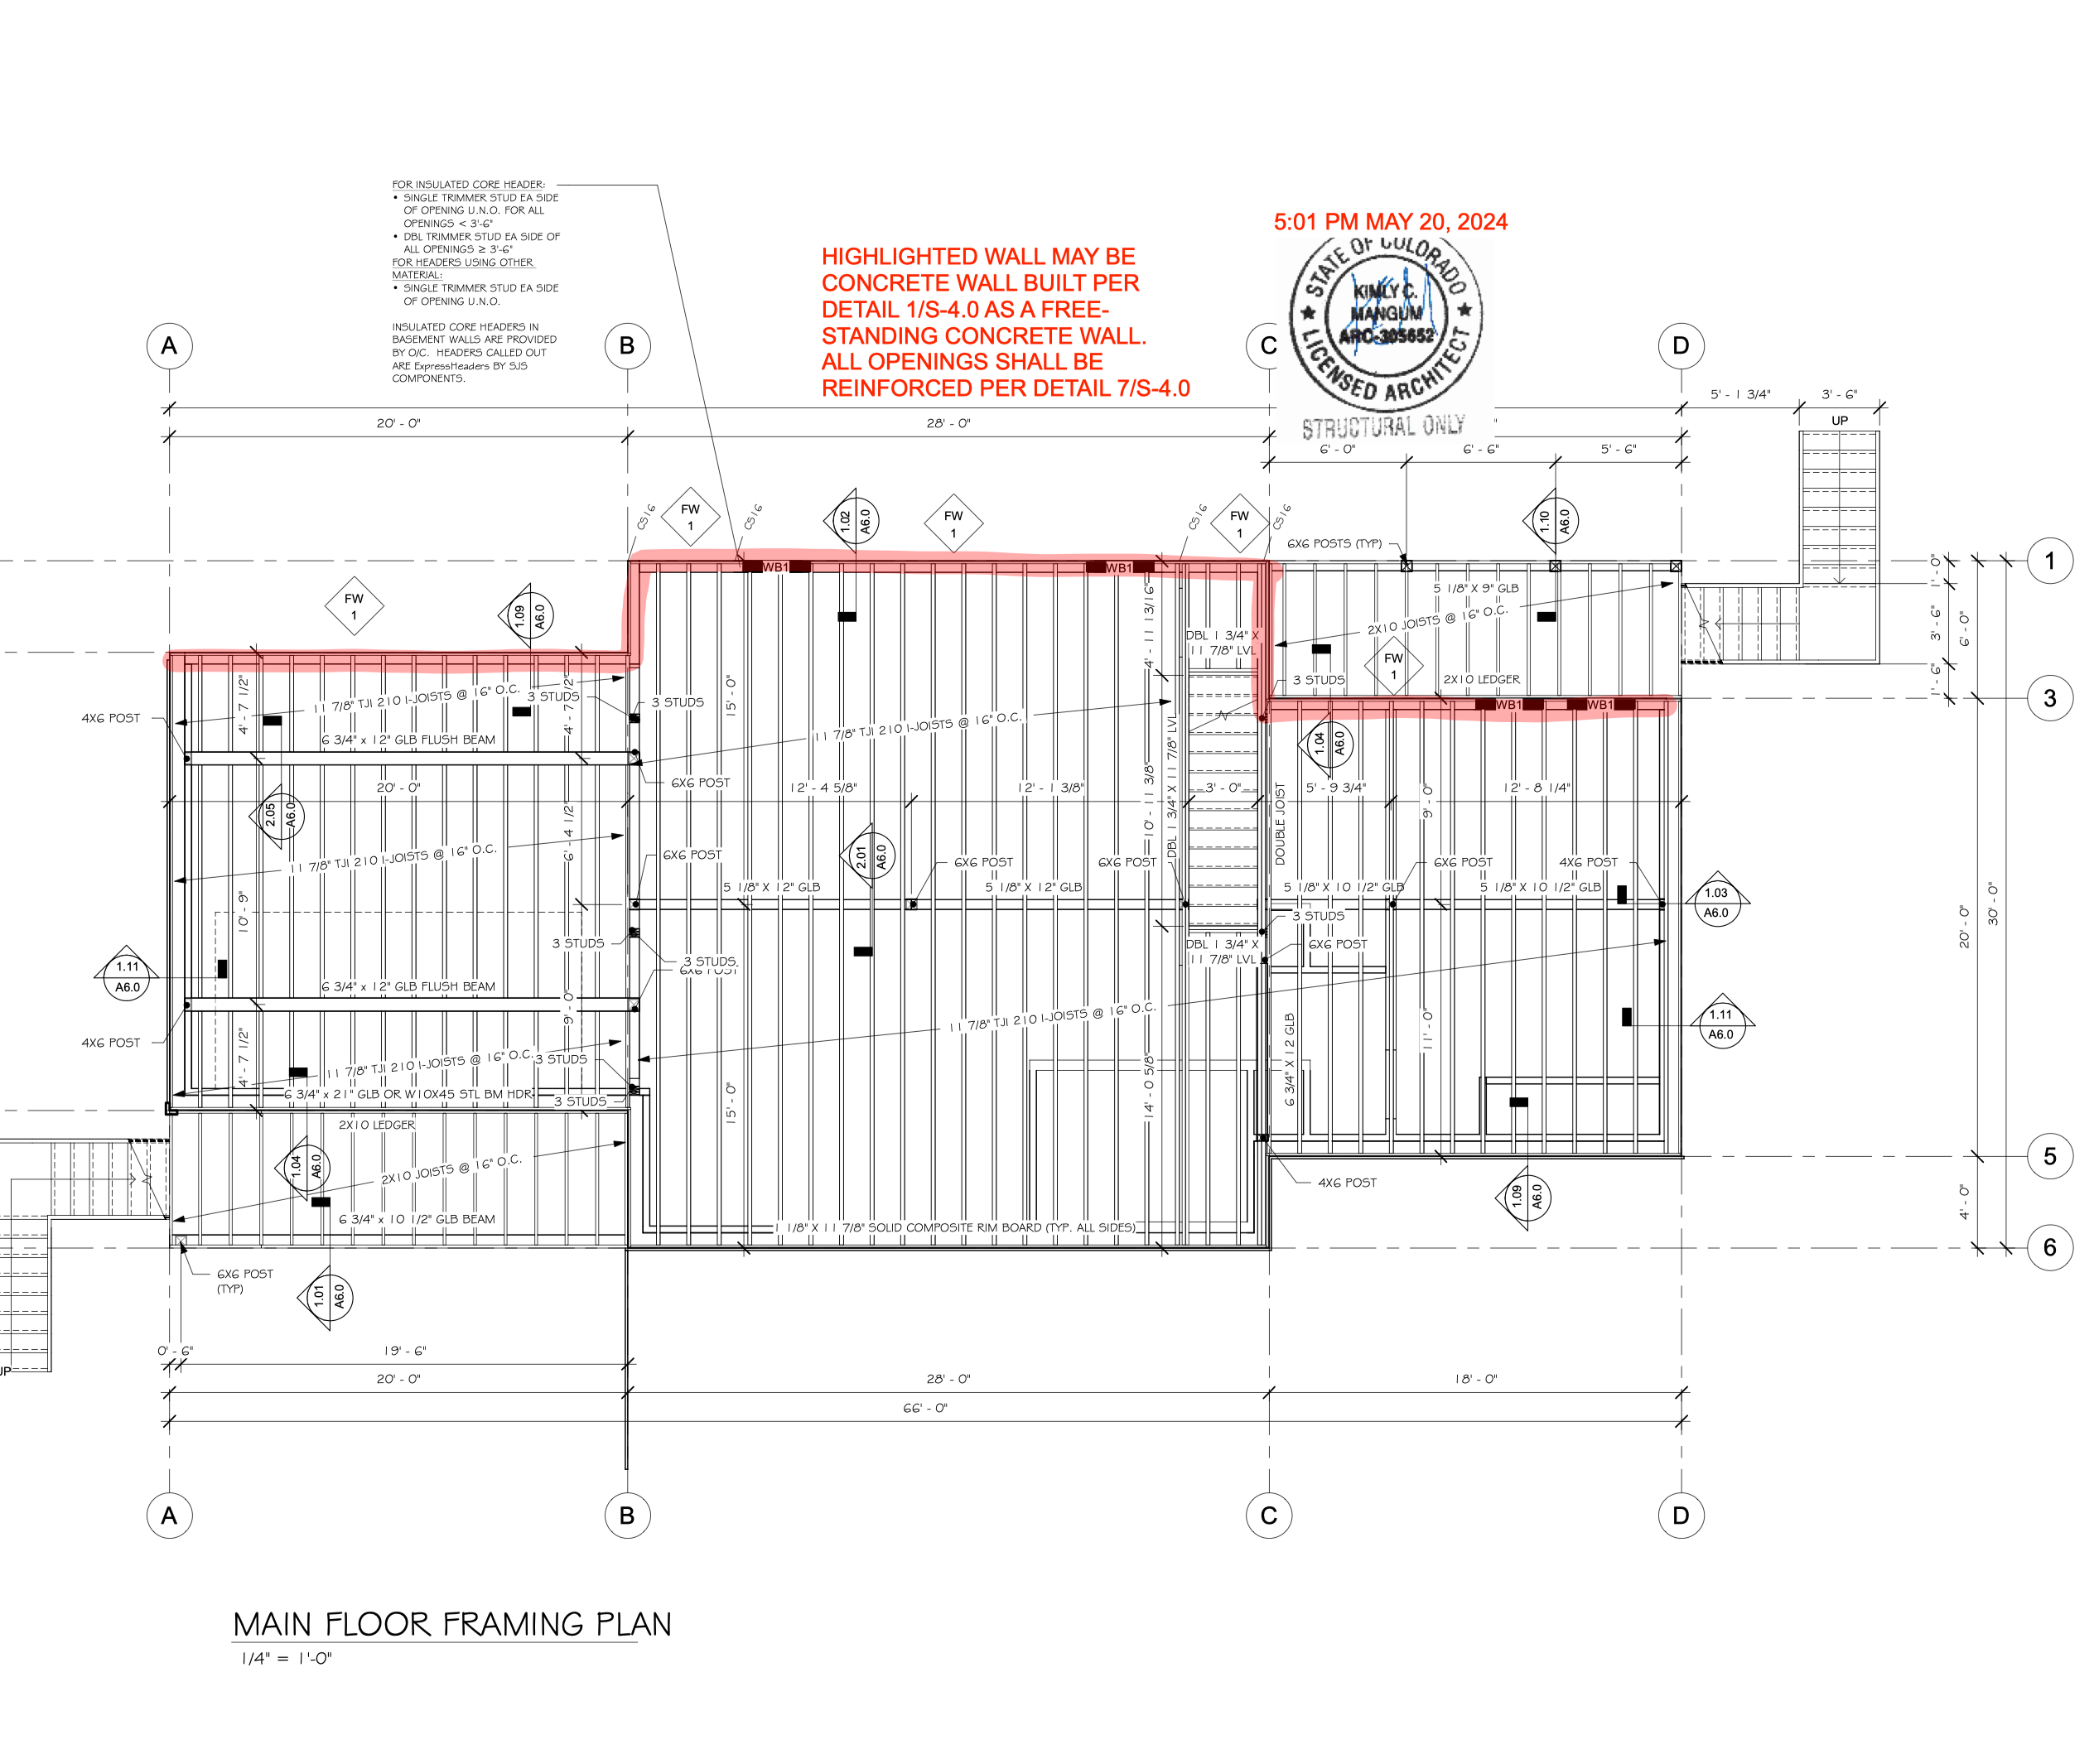 FOR INSULATED CORE HEADER:
• SINGLE TRIMMER STUD EA SIDE
OF OPENING U.N.O. FOR ALL
OPENINGS < 3'-6"
• DBL TRIMMER STUD EA SIDE OF
ALL OPENINGS ≥ 3'-6"
FOR HEADERS USING OTHER
MATERIAL:
• SINGLE TRIMMER STUD EA SIDE
OF OPENING U.N.O.
INSULATED CORE HEADERS IN
BASEMENT WALLS ARE PROVIDED
BY O/C. HEADERS CALLED OUT
ARE ExpressHeaders BY SJS
COMPONENTS.
HIGHLIGHTED WALL MAY BE
CONCRETE WALL BUILT PER
DETAIL 1/S-4.0 AS A FREE-
STANDING CONCRETE WALL.
ALL OPENINGS SHALL BE
REINFORCED PER DETAIL 7/S-4.0
5:01 PM MAY 20, 2024
STATE OF COLORADO
KIMLY C.
MANGUM
ARC-305652
LICENSED ARCHITECT
STRUCTURAL ONLY
A
B
C
D
20' - 0"
28' - 0"
6' - 0"
6' - 6"
5' - 6"
5' - 1 3/4"
3' - 6"
UP
CS16
FW
1
CS16
1.02
A6.0
FW
1
CS16
FW
1
CS16
1.10
A6.0
6X6 POSTS (TYP)
1
FW
1
1.09
A6.0
WB1
WB1
5 1/8" X 9" GLB
2X10 JOISTS @ 16" O.C.
1' - 0"
3' - 6"
6' - 0"
1' - 6"
DBL 1 3/4" X
11 7/8" LVL
4' - 11 13/16"
FW
1
3 STUDS
2X10 LEDGER
3
4X6 POST
4' - 7 1/2"
11 7/8" TJI 210 I-JOISTS @ 16" O.C.
4' - 7 1/2"
3 STUDS
3 STUDS
15' - 0"
11 7/8" TJI 210 I-JOISTS @ 16" O.C.
WB1
WB1
1.04
A6.0
6 3/4" x 12" GLB FLUSH BEAM
6X6 POST
20' - 0"
12' - 4 5/8"
12' - 1 3/8"
3' - 0"
5' - 9 3/4"
12' - 8 1/4"
9' - 0"
2.05
A6.0
6' - 4 1/2"
10' - 11 3/8"
DBL 1 3/4" X 11 7/8" LVL
DOUBLE JOIST
11 7/8" TJI 210 I-JOISTS @ 16" O.C.
6X6 POST
2.01
A6.0
6X6 POST
6X6 POST
6X6 POST
4X6 POST
5 1/8" X 12" GLB
5 1/8" X 12" GLB
5 1/8" X 10 1/2" GLB
5 1/8" X 10 1/2" GLB
1.03
A6.0
10' - 9"
3 STUDS
20' - 0"
30' - 0"
3 STUDS
3 STUDS
6X6 POST
DBL 1 3/4" X
11 7/8" LVL
6X6 POST
1.11
A6.0
6 3/4" x 12" GLB FLUSH BEAM
9' - 0"
11 7/8" TJI 210 I-JOISTS @ 16" O.C.
11' - 0"
1.11
A6.0
4X6 POST
4' - 7 1/2"
11 7/8" TJI 210 I-JOISTS @ 16" O.C.
3 STUDS
6 3/4" X 12 GLB
15' - 0"
14' - 0 5/8"
6 3/4" x 21" GLB OR W10X45 STL BM HDR
3 STUDS
2X10 LEDGER
5
1.04
A6.0
2X10 JOISTS @ 16" O.C.
4X6 POST
1.09
A6.0
4' - 0"
6 3/4" x 10 1/2" GLB BEAM
1 1/8" X 11 7/8" SOLID COMPOSITE RIM BOARD (TYP. ALL SIDES)
6
6X6 POST
(TYP)
1.01
A6.0
0' - 6"
19' - 6"
UP
20' - 0"
28' - 0"
18' - 0"
66' - 0"
A
B
C
D
MAIN FLOOR FRAMING PLAN
1/4" = 1'-0"